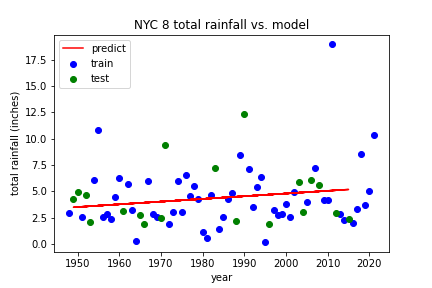 NYC 8 total rainfall vs. model
predict
train
test
17.5
15.0
12.5
10.0
7.5
5.0
2.5
0.0
total rainfall (inches)
1950 1960 1970 1980 1990 2000 2010 2020
year